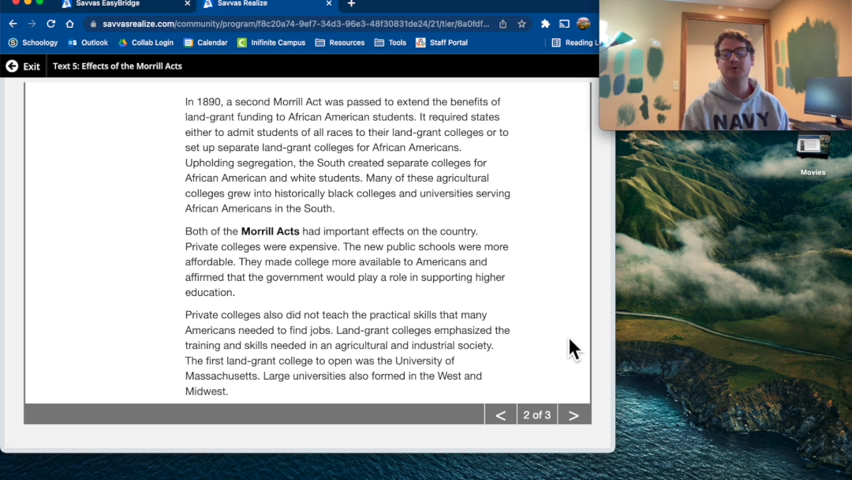 Savvas EasyBridge
Savvas Realize
savvasrealize.com/community/program/f8c20a74-9ef7-34d3-96e3-48f30831de24/21/tier/8a0fdf...
Schoology
Outlook
Collab Login
Calendar
Inifinite Campus
Resources
Tools
Staff Portal
Reading
Exit
Text 5: Effects of the Morrill Acts
In 1890, a second Morrill Act was passed to extend the benefits of
land-grant funding to African American students. It required states
either to admit students of all races to their land-grant colleges or to
set up separate land-grant colleges for African Americans.
Upholding segregation, the South created separate colleges for
African American and white students. Many of these agricultural
colleges grew into historically black colleges and universities serving
African Americans in the South.
Both of the Morrill Acts had important effects on the country.
Private colleges were expensive. The new public schools were more
affordable. They made college more available to Americans and
affirmed that the government would play a role in supporting higher
education.
Private colleges also did not teach the practical skills that many
Americans needed to find jobs. Land-grant colleges emphasized the
training and skills needed in an agricultural and industrial society.
The first land-grant college to open was the University of
Massachusetts. Large universities also formed in the West and
Midwest.
< 2 of 3 >
NAVY
Movies